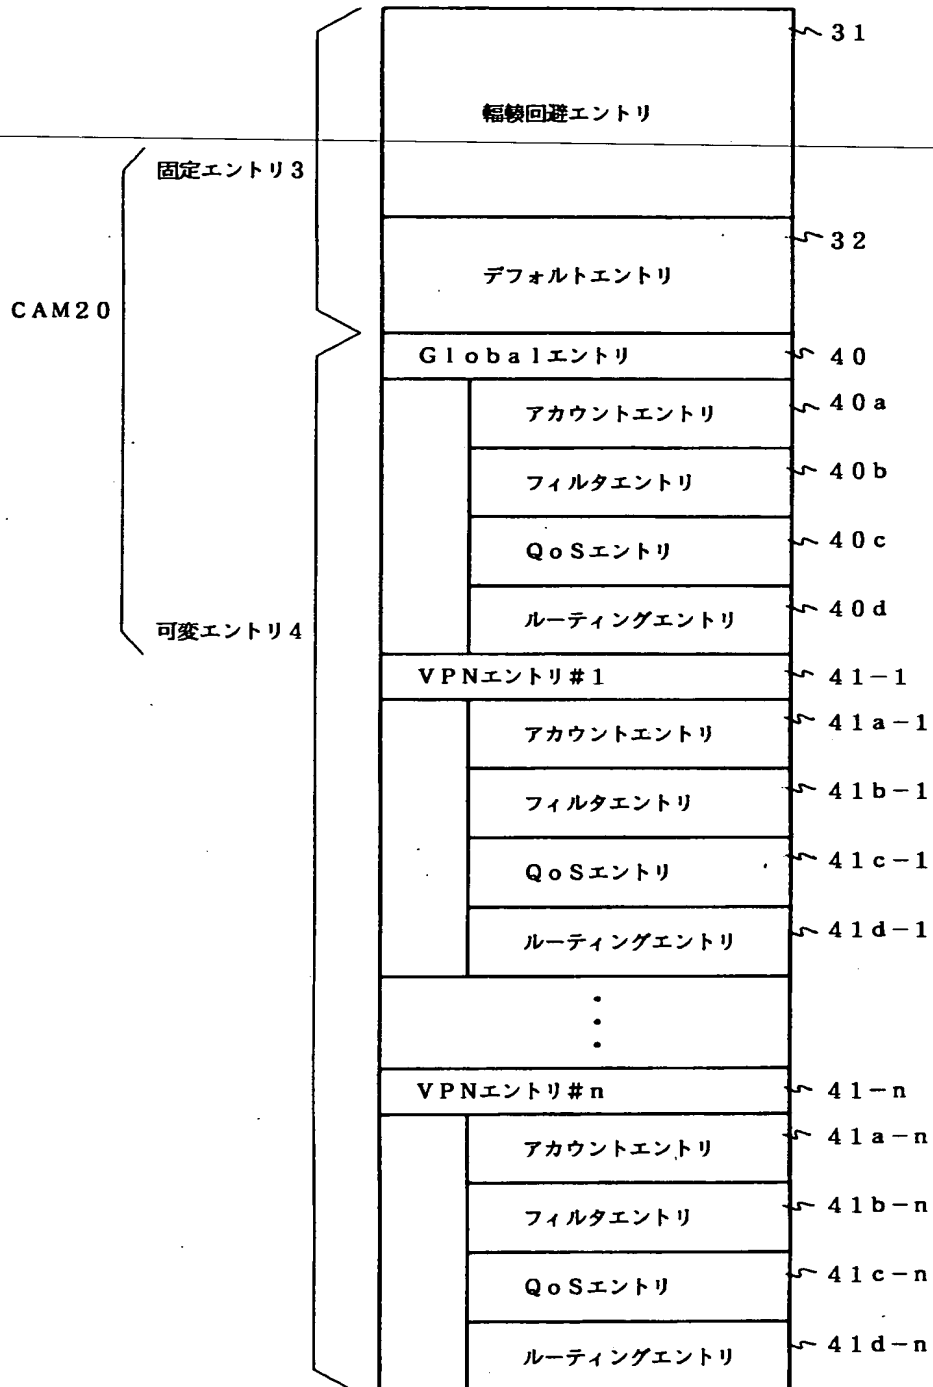 31
輻輳回避エントリ
固定エントリ3
32
デフォルトエントリ
CAM20
Globalエントリ
40
アカウントエントリ
40a
フィルタエントリ
40b
QoSエントリ
40c
ルーティングエントリ
40d
可変エントリ4
VPNエントリ#1
41-1
アカウントエントリ
41a-1
フィルタエントリ
41b-1
QoSエントリ
41c-1
ルーティングエントリ
41d-1
VPNエントリ#n
41-n
アカウントエントリ
41a-n
フィルタエントリ
41b-n
QoSエントリ
41c-n
ルーティングエントリ
41d-n